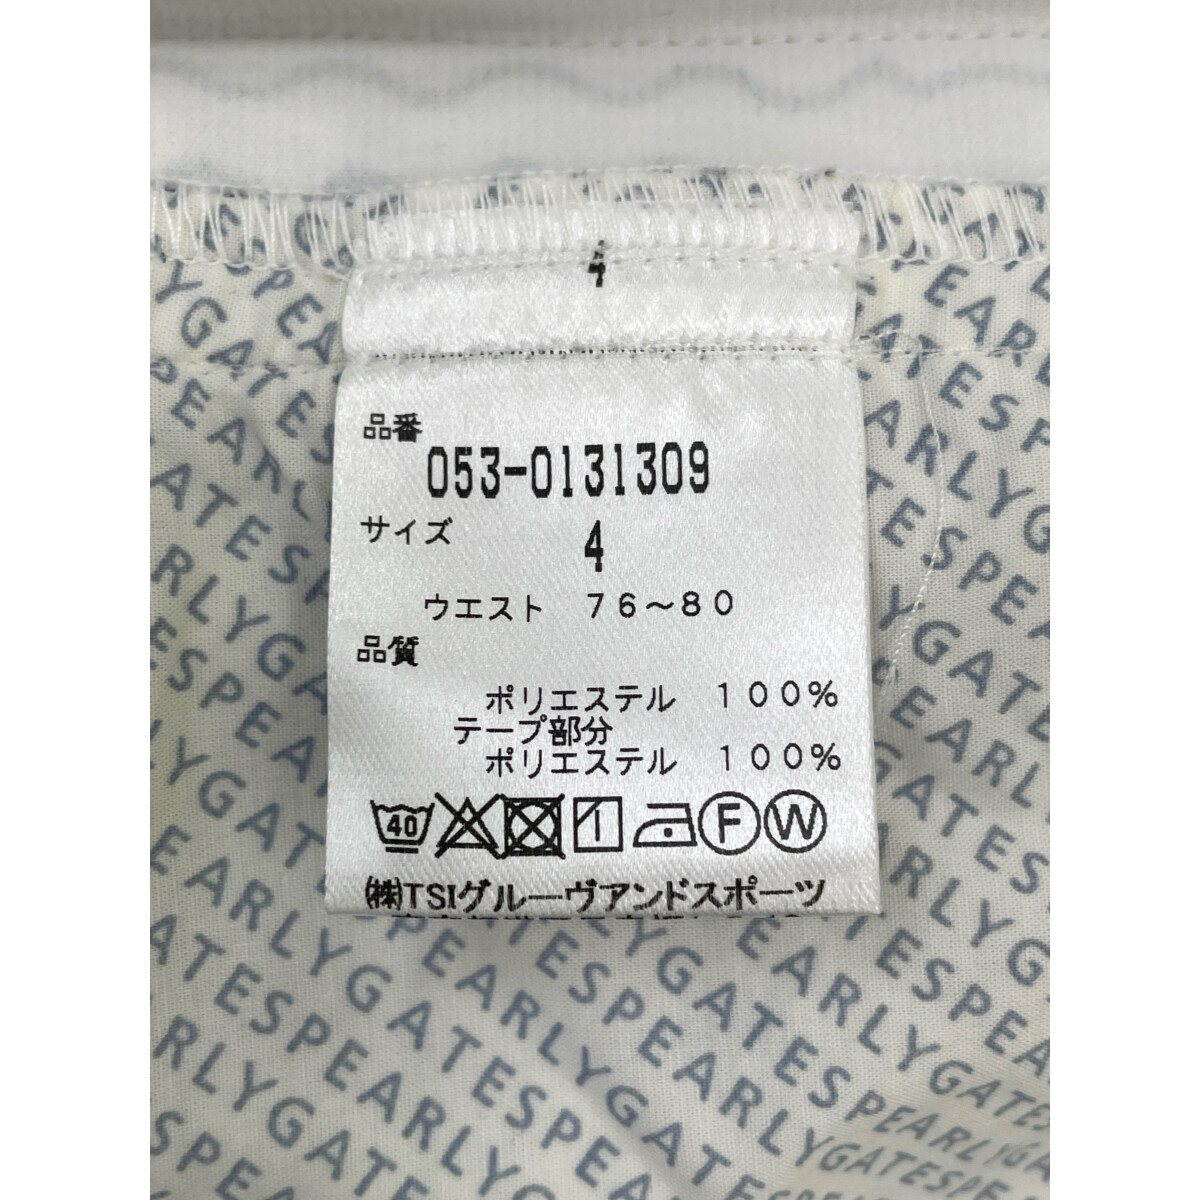 品番
053-0131309
サイズ 4
ウエスト 76～80
品質
ポリエステル 100%
テープ部分
ポリエステル 100%
40 F W
㈱TSIグルーヴアンドスポーツ
PEARLYGATES
PEARLYGATES
PEARLYGATES